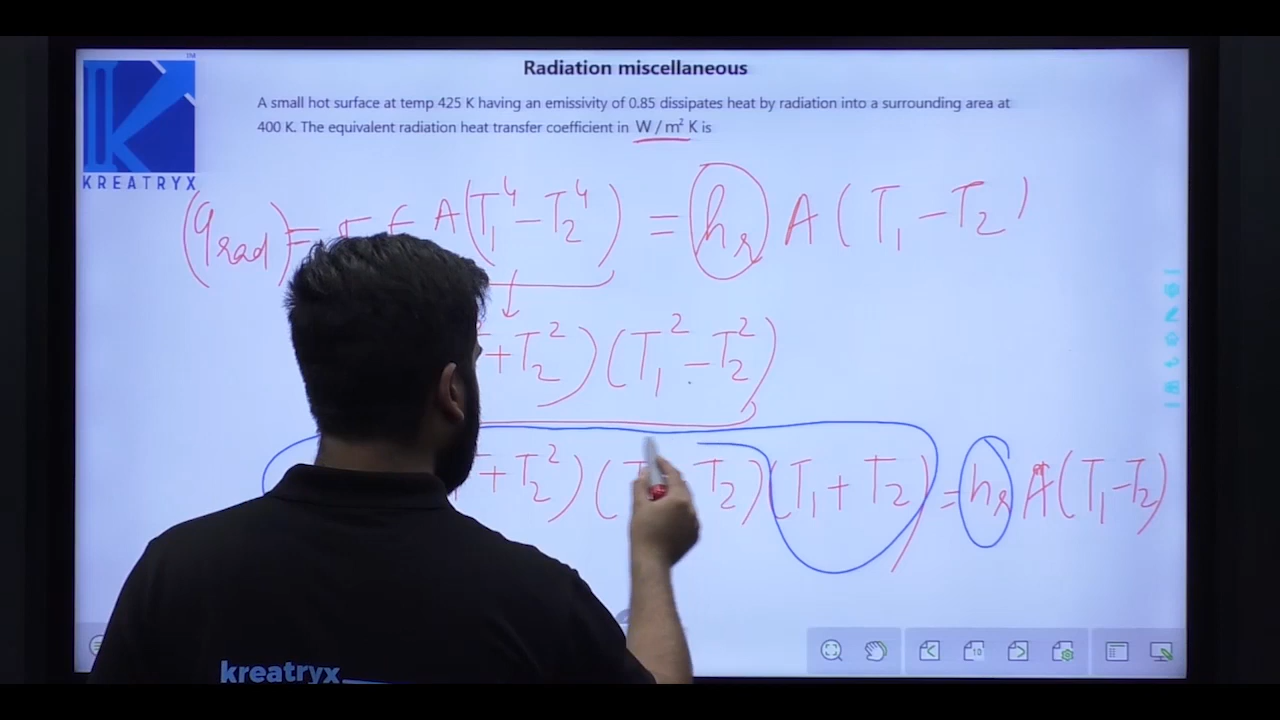 Radiation miscellaneous
A small hot surface at temp 425 K having an emissivity of 0.85 dissipates heat by radiation into a surrounding area at
400 K. The equivalent radiation heat transfer coefficient in W / m² K is
TM
KREATRYX
(q_rad) = σ ϵ A(T₁⁴ − T₂⁴) = h_r A (T₁ − T₂)
+ T₂²) (T₁² − T₂²)
+ T₂²) ( T₂) (T₁ + T₂) = h_r A (T₁ − T₂)
10
kreatryx